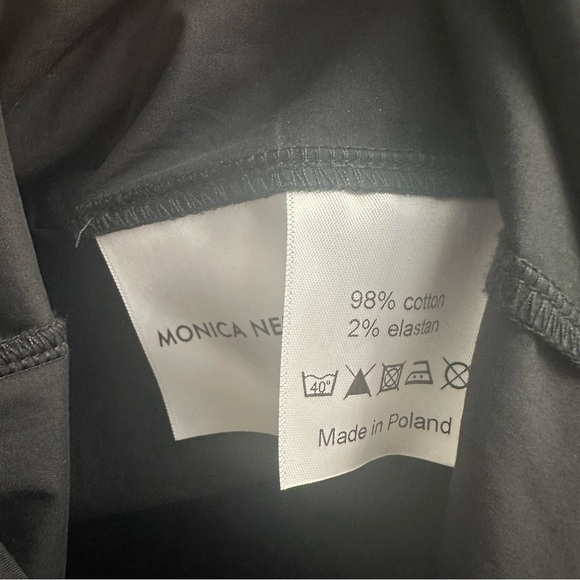 MONICA NE
98% cotton
2% elastan
40°
Made in Poland